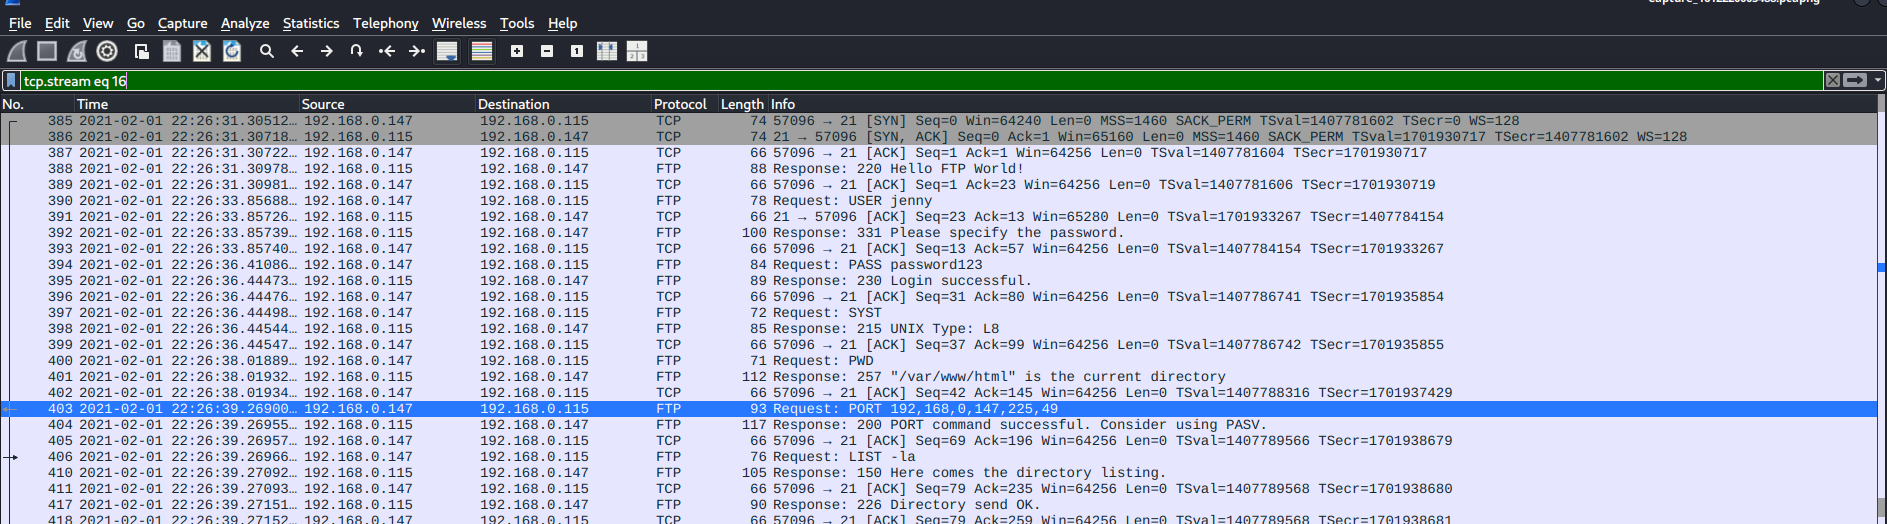 File Edit View Go Capture Analyze Statistics Telephony Wireless Tools Help
tcp.stream eq 16
No. Time Source Destination Protocol Length Info
385 2021-02-01 22:26:31.30512… 192.168.0.147 192.168.0.115 TCP 74 57096 → 21 [SYN] Seq=0 Win=64240 Len=0 MSS=1460 SACK_PERM TSval=1407781602 TSecr=0 WS=128
386 2021-02-01 22:26:31.30718… 192.168.0.115 192.168.0.147 TCP 74 21 → 57096 [SYN, ACK] Seq=0 Ack=1 Win=65160 Len=0 MSS=1460 SACK_PERM TSval=1701930717 TSecr=1407781602 WS=128
387 2021-02-01 22:26:31.30722… 192.168.0.147 192.168.0.115 TCP 66 57096 → 21 [ACK] Seq=1 Ack=1 Win=64256 Len=0 TSval=1407781604 TSecr=1701930717
388 2021-02-01 22:26:31.30978… 192.168.0.115 192.168.0.147 FTP 88 Response: 220 Hello FTP World!
389 2021-02-01 22:26:31.30981… 192.168.0.147 192.168.0.115 TCP 66 57096 → 21 [ACK] Seq=1 Ack=23 Win=64256 Len=0 TSval=1407781606 TSecr=1701930719
390 2021-02-01 22:26:33.85688… 192.168.0.147 192.168.0.115 FTP 78 Request: USER jenny
391 2021-02-01 22:26:33.85726… 192.168.0.115 192.168.0.147 TCP 66 21 → 57096 [ACK] Seq=23 Ack=13 Win=65280 Len=0 TSval=1701933267 TSecr=1407784154
392 2021-02-01 22:26:33.85739… 192.168.0.115 192.168.0.147 FTP 100 Response: 331 Please specify the password.
393 2021-02-01 22:26:33.85740… 192.168.0.147 192.168.0.115 TCP 66 57096 → 21 [ACK] Seq=13 Ack=57 Win=64256 Len=0 TSval=1407784154 TSecr=1701933267
394 2021-02-01 22:26:36.41086… 192.168.0.147 192.168.0.115 FTP 84 Request: PASS password123
395 2021-02-01 22:26:36.44473… 192.168.0.115 192.168.0.147 FTP 89 Response: 230 Login successful.
396 2021-02-01 22:26:36.44476… 192.168.0.147 192.168.0.115 TCP 66 57096 → 21 [ACK] Seq=31 Ack=80 Win=64256 Len=0 TSval=1407786741 TSecr=1701935854
397 2021-02-01 22:26:36.44498… 192.168.0.147 192.168.0.115 FTP 72 Request: SYST
398 2021-02-01 22:26:36.44544… 192.168.0.115 192.168.0.147 FTP 85 Response: 215 UNIX Type: L8
399 2021-02-01 22:26:36.44547… 192.168.0.147 192.168.0.115 TCP 66 57096 → 21 [ACK] Seq=37 Ack=99 Win=64256 Len=0 TSval=1407786742 TSecr=1701935855
400 2021-02-01 22:26:38.01889… 192.168.0.147 192.168.0.115 FTP 71 Request: PWD
401 2021-02-01 22:26:38.01932… 192.168.0.115 192.168.0.147 FTP 112 Response: 257 "/var/www/html" is the current directory
402 2021-02-01 22:26:38.01934… 192.168.0.147 192.168.0.115 TCP 66 57096 → 21 [ACK] Seq=42 Ack=145 Win=64256 Len=0 TSval=1407788316 TSecr=1701937429
403 2021-02-01 22:26:39.26900… 192.168.0.147 192.168.0.115 FTP 93 Request: PORT 192,168,0,147,225,49
404 2021-02-01 22:26:39.26955… 192.168.0.115 192.168.0.147 FTP 117 Response: 200 PORT command successful. Consider using PASV.
405 2021-02-01 22:26:39.26957… 192.168.0.147 192.168.0.115 TCP 66 57096 → 21 [ACK] Seq=69 Ack=196 Win=64256 Len=0 TSval=1407789566 TSecr=1701938679
406 2021-02-01 22:26:39.26966… 192.168.0.147 192.168.0.115 FTP 76 Request: LIST -la
410 2021-02-01 22:26:39.27092… 192.168.0.115 192.168.0.147 FTP 105 Response: 150 Here comes the directory listing.
411 2021-02-01 22:26:39.27093… 192.168.0.147 192.168.0.115 TCP 66 57096 → 21 [ACK] Seq=79 Ack=235 Win=64256 Len=0 TSval=1407789568 TSecr=1701938680
417 2021-02-01 22:26:39.27151… 192.168.0.115 192.168.0.147 FTP 90 Response: 226 Directory send OK.
418 2021-02-01 22:26:39.27152… 192.168.0.147 192.168.0.115 TCP 66 57096 → 21 [ACK] Seq=79 Ack=259 Win=64256 Len=0 TSval=1407789568 TSecr=1701938681